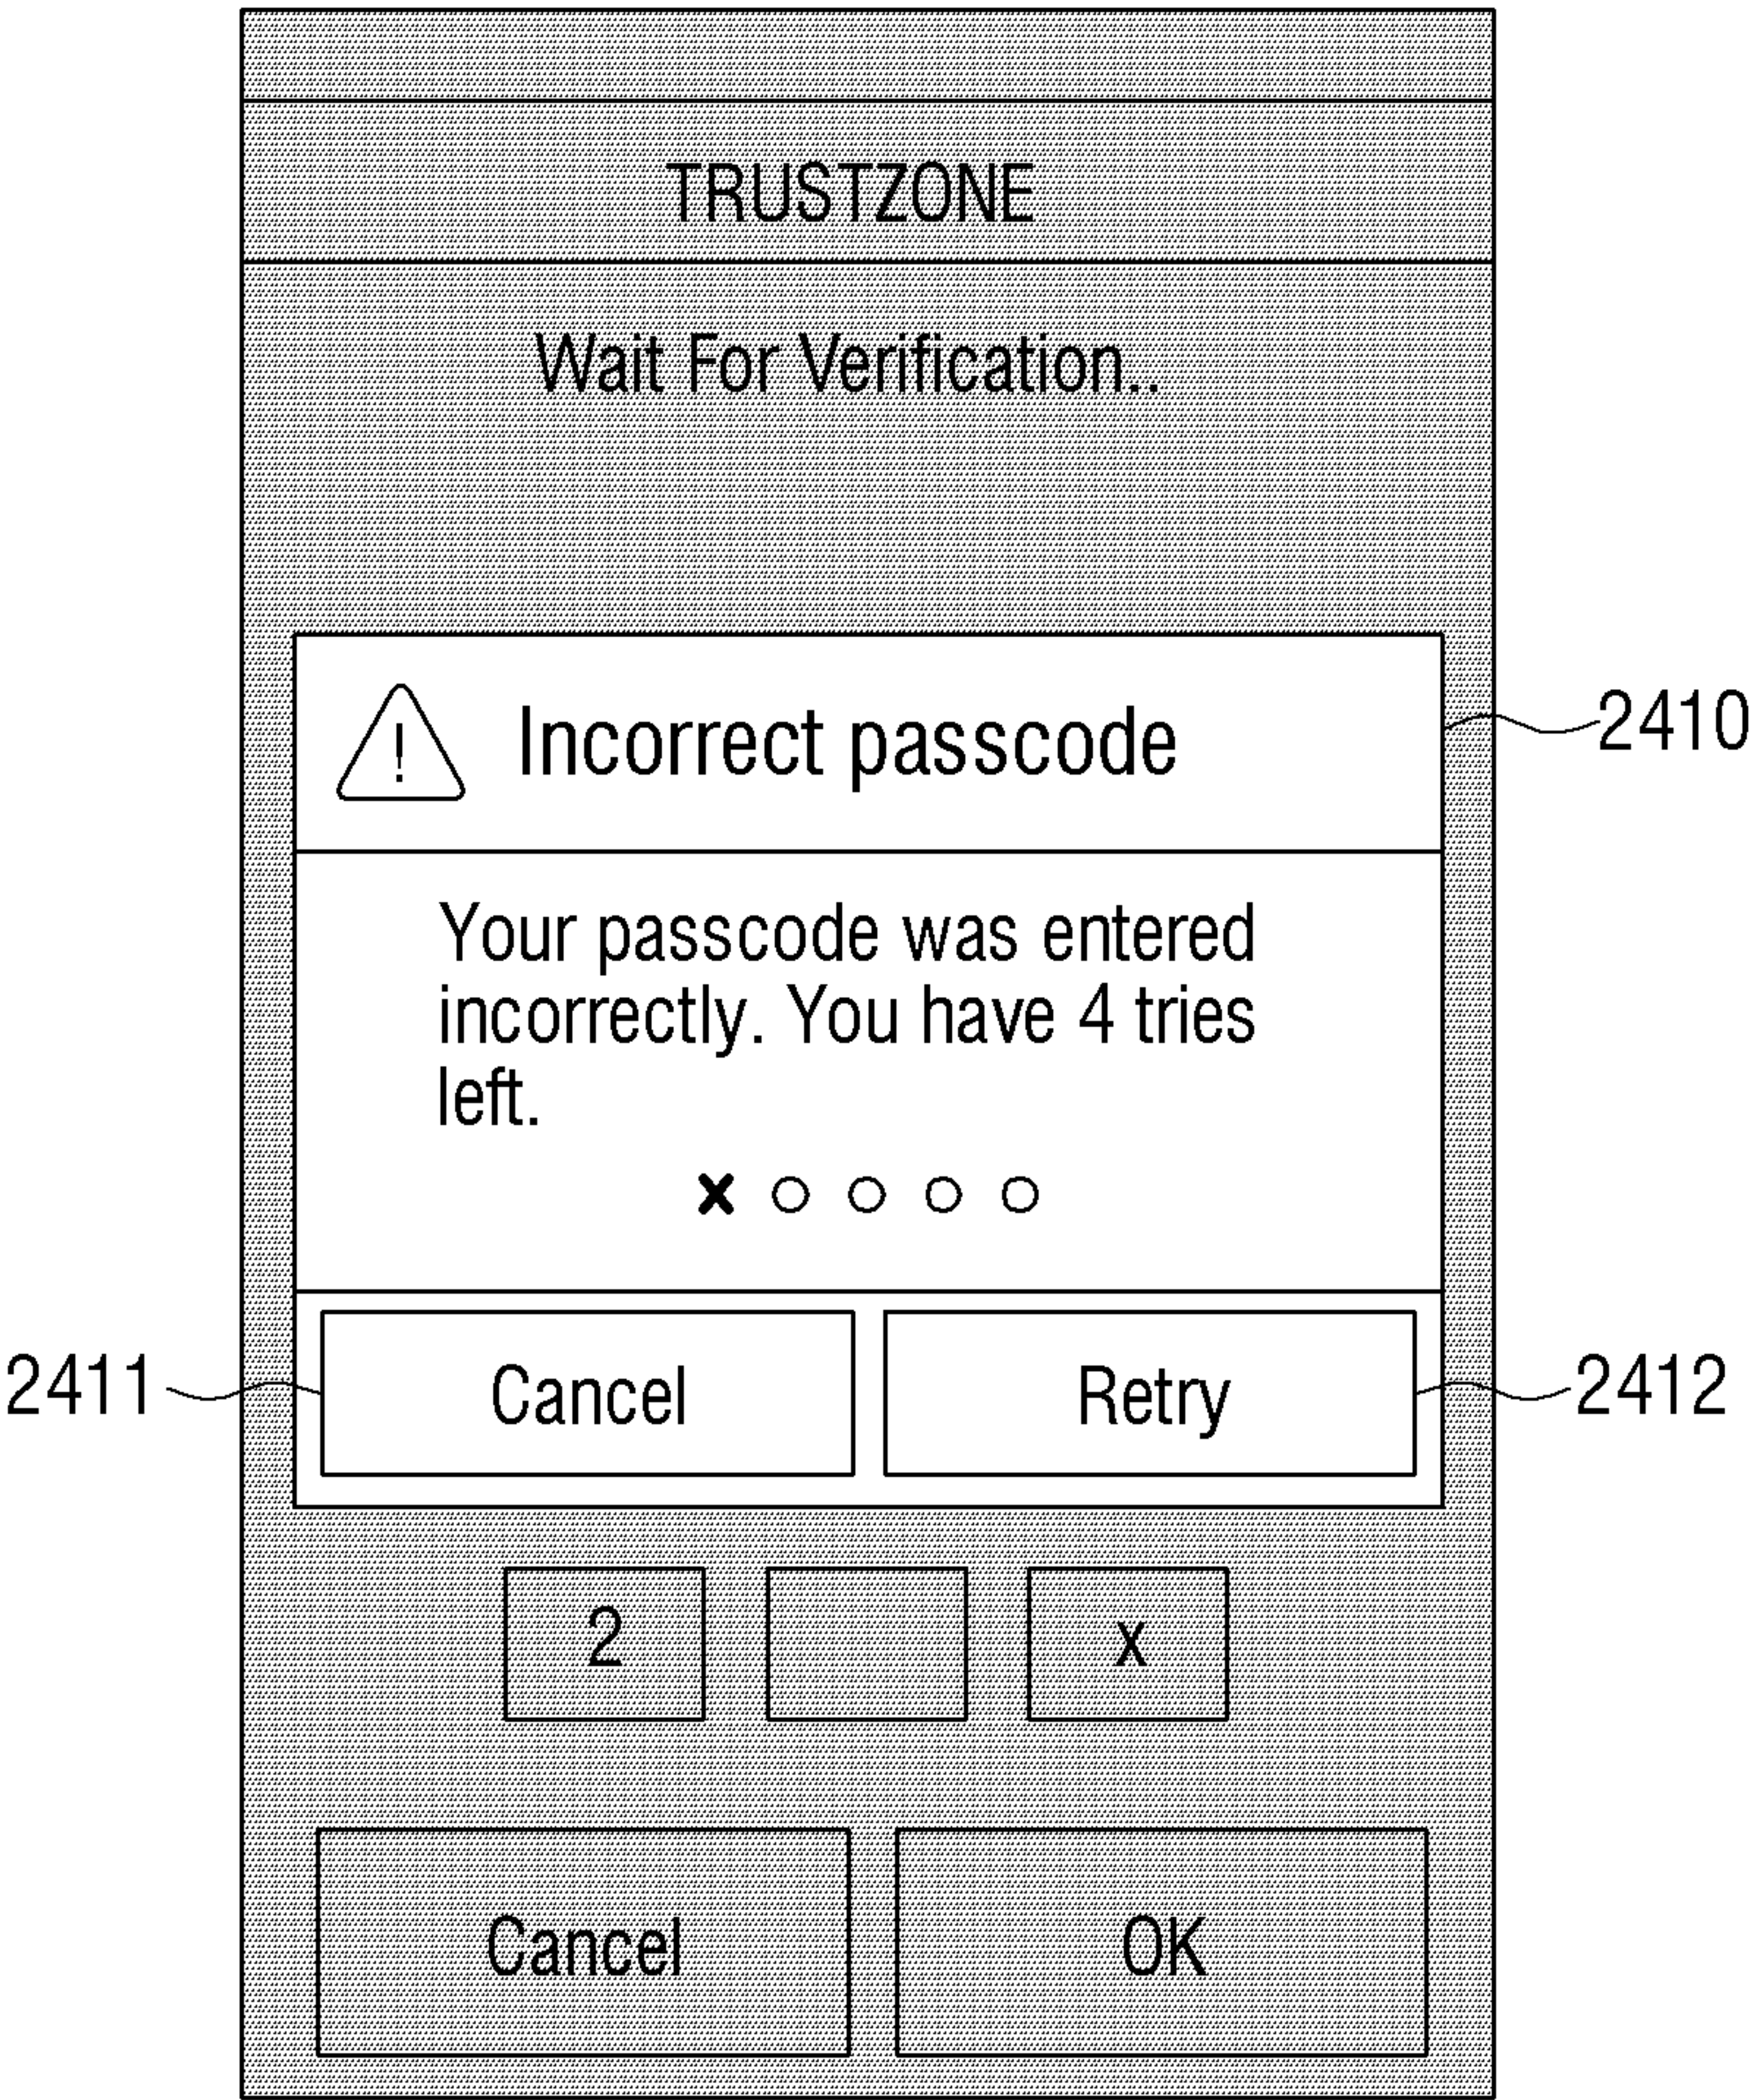 TRUSTZONE
Wait For Verification..
! Incorrect passcode
2410
Your passcode was entered
incorrectly. You have 4 tries
left.
2411
Cancel
Retry
2412
2
x
Cancel
OK